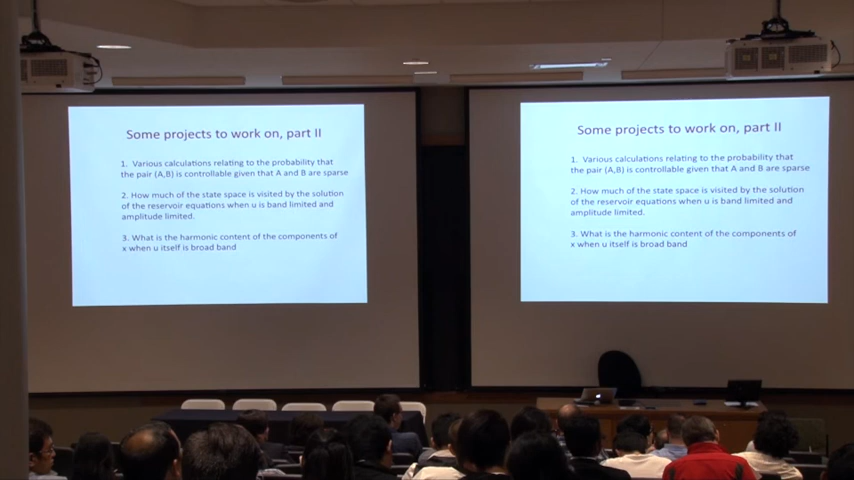 Some projects to work on, part II
1. Various calculations relating to the probability that
the pair (A,B) is controllable given that A and B are sparse
2. How much of the state space is visited by the solution
of the reservoir equations when u is band limited and
amplitude limited.
3. What is the harmonic content of the components of
x when u itself is broad band
Some projects to work on, part II
1. Various calculations relating to the probability that
the pair (A,B) is controllable given that A and B are sparse
2. How much of the state space is visited by the solution
of the reservoir equations when u is band limited and
amplitude limited.
3. What is the harmonic content of the components of
x when u itself is broad band